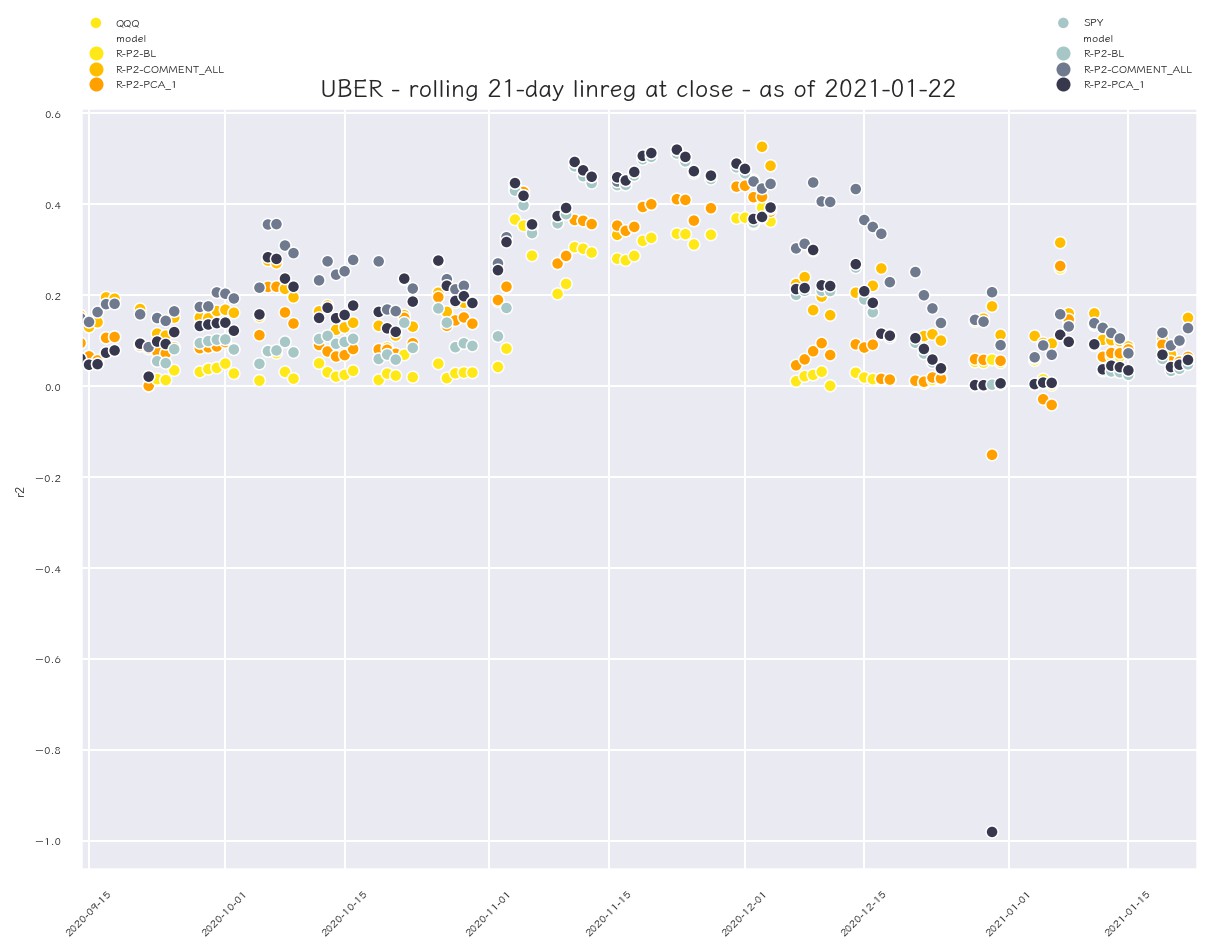 QQQ
model
R-P2-BL
R-P2-COMMENT_ALL
R-P2-PCA_1
SPY
model
R-P2-BL
R-P2-COMMENT_ALL
R-P2-PCA_1
UBER - rolling 21-day linreg at close - as of 2021-01-22
0.6
0.4
0.2
0.0
−0.2
−0.4
−0.6
−0.8
−1.0
r2
2020-09-15
2020-10-01
2020-10-15
2020-11-01
2020-11-15
2020-12-01
2020-12-15
2021-01-01
2021-01-15